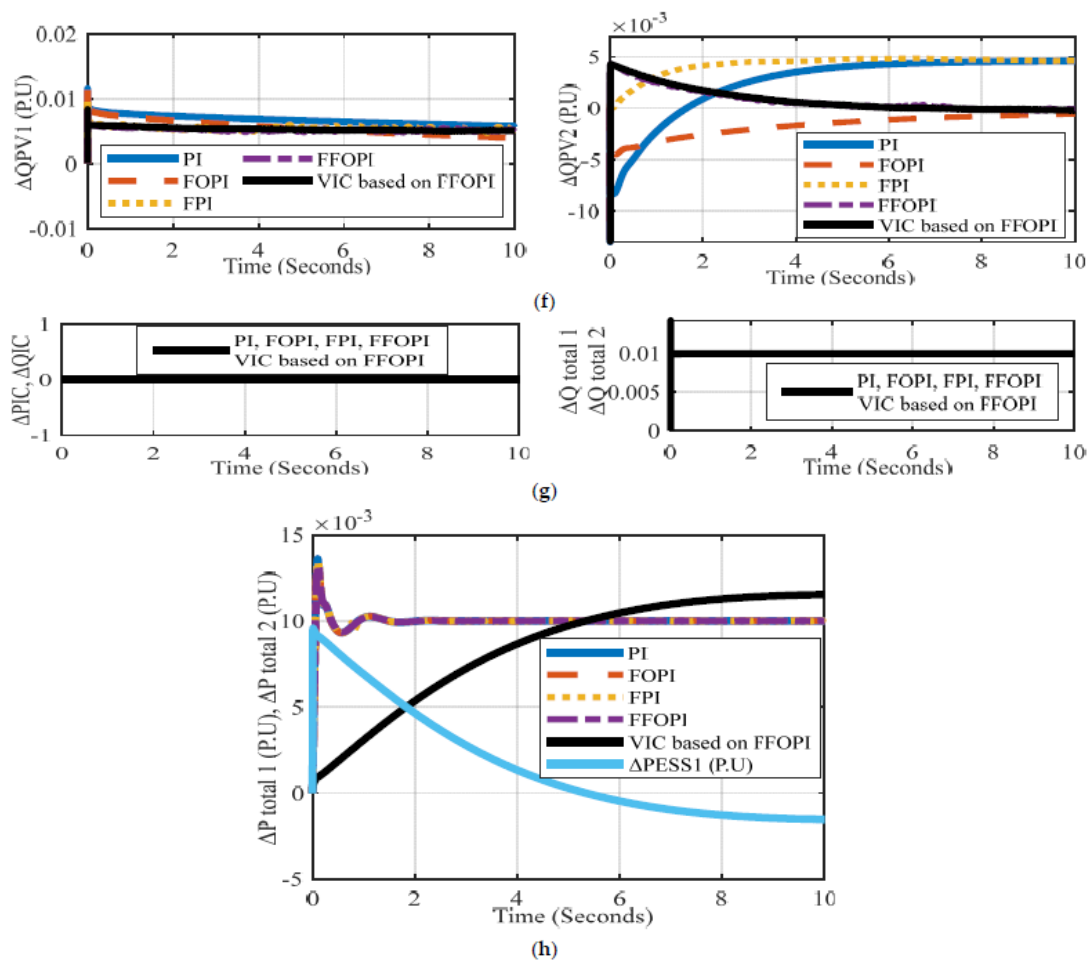 0.02
0.01
0
-0.01
ΔQPV1 (P.U)
PI
FOPI
FPI
FFOPI
VIC based on FFOPI
0 2 4 6 8 10
Time (Seconds)
×10-3
5
0
-5
-10
ΔQPV2 (P.U)
PI
FOPI
FPI
FFOPI
VIC based on FFOPI
0 2 4 6 8 10
Time (Seconds)
(f)
1
0
-1
ΔPIC, ΔQIC
PI, FOPI, FPI, FFOPI
VIC based on FFOPI
0 2 4 6 8 10
Time (Seconds)
ΔQ total 1
ΔQ total 2
0.01
0.005
0
PI, FOPI, FPI, FFOPI
VIC based on FFOPI
0 2 4 6 8 10
Time (Seconds)
(g)
×10-3
15
10
5
0
-5
ΔP total 1 (P.U), ΔP total 2 (P.U)
PI
FOPI
FPI
FFOPI
VIC based on FFOPI
ΔPESS1 (P.U)
0 2 4 6 8 10
Time (Seconds)
(h)